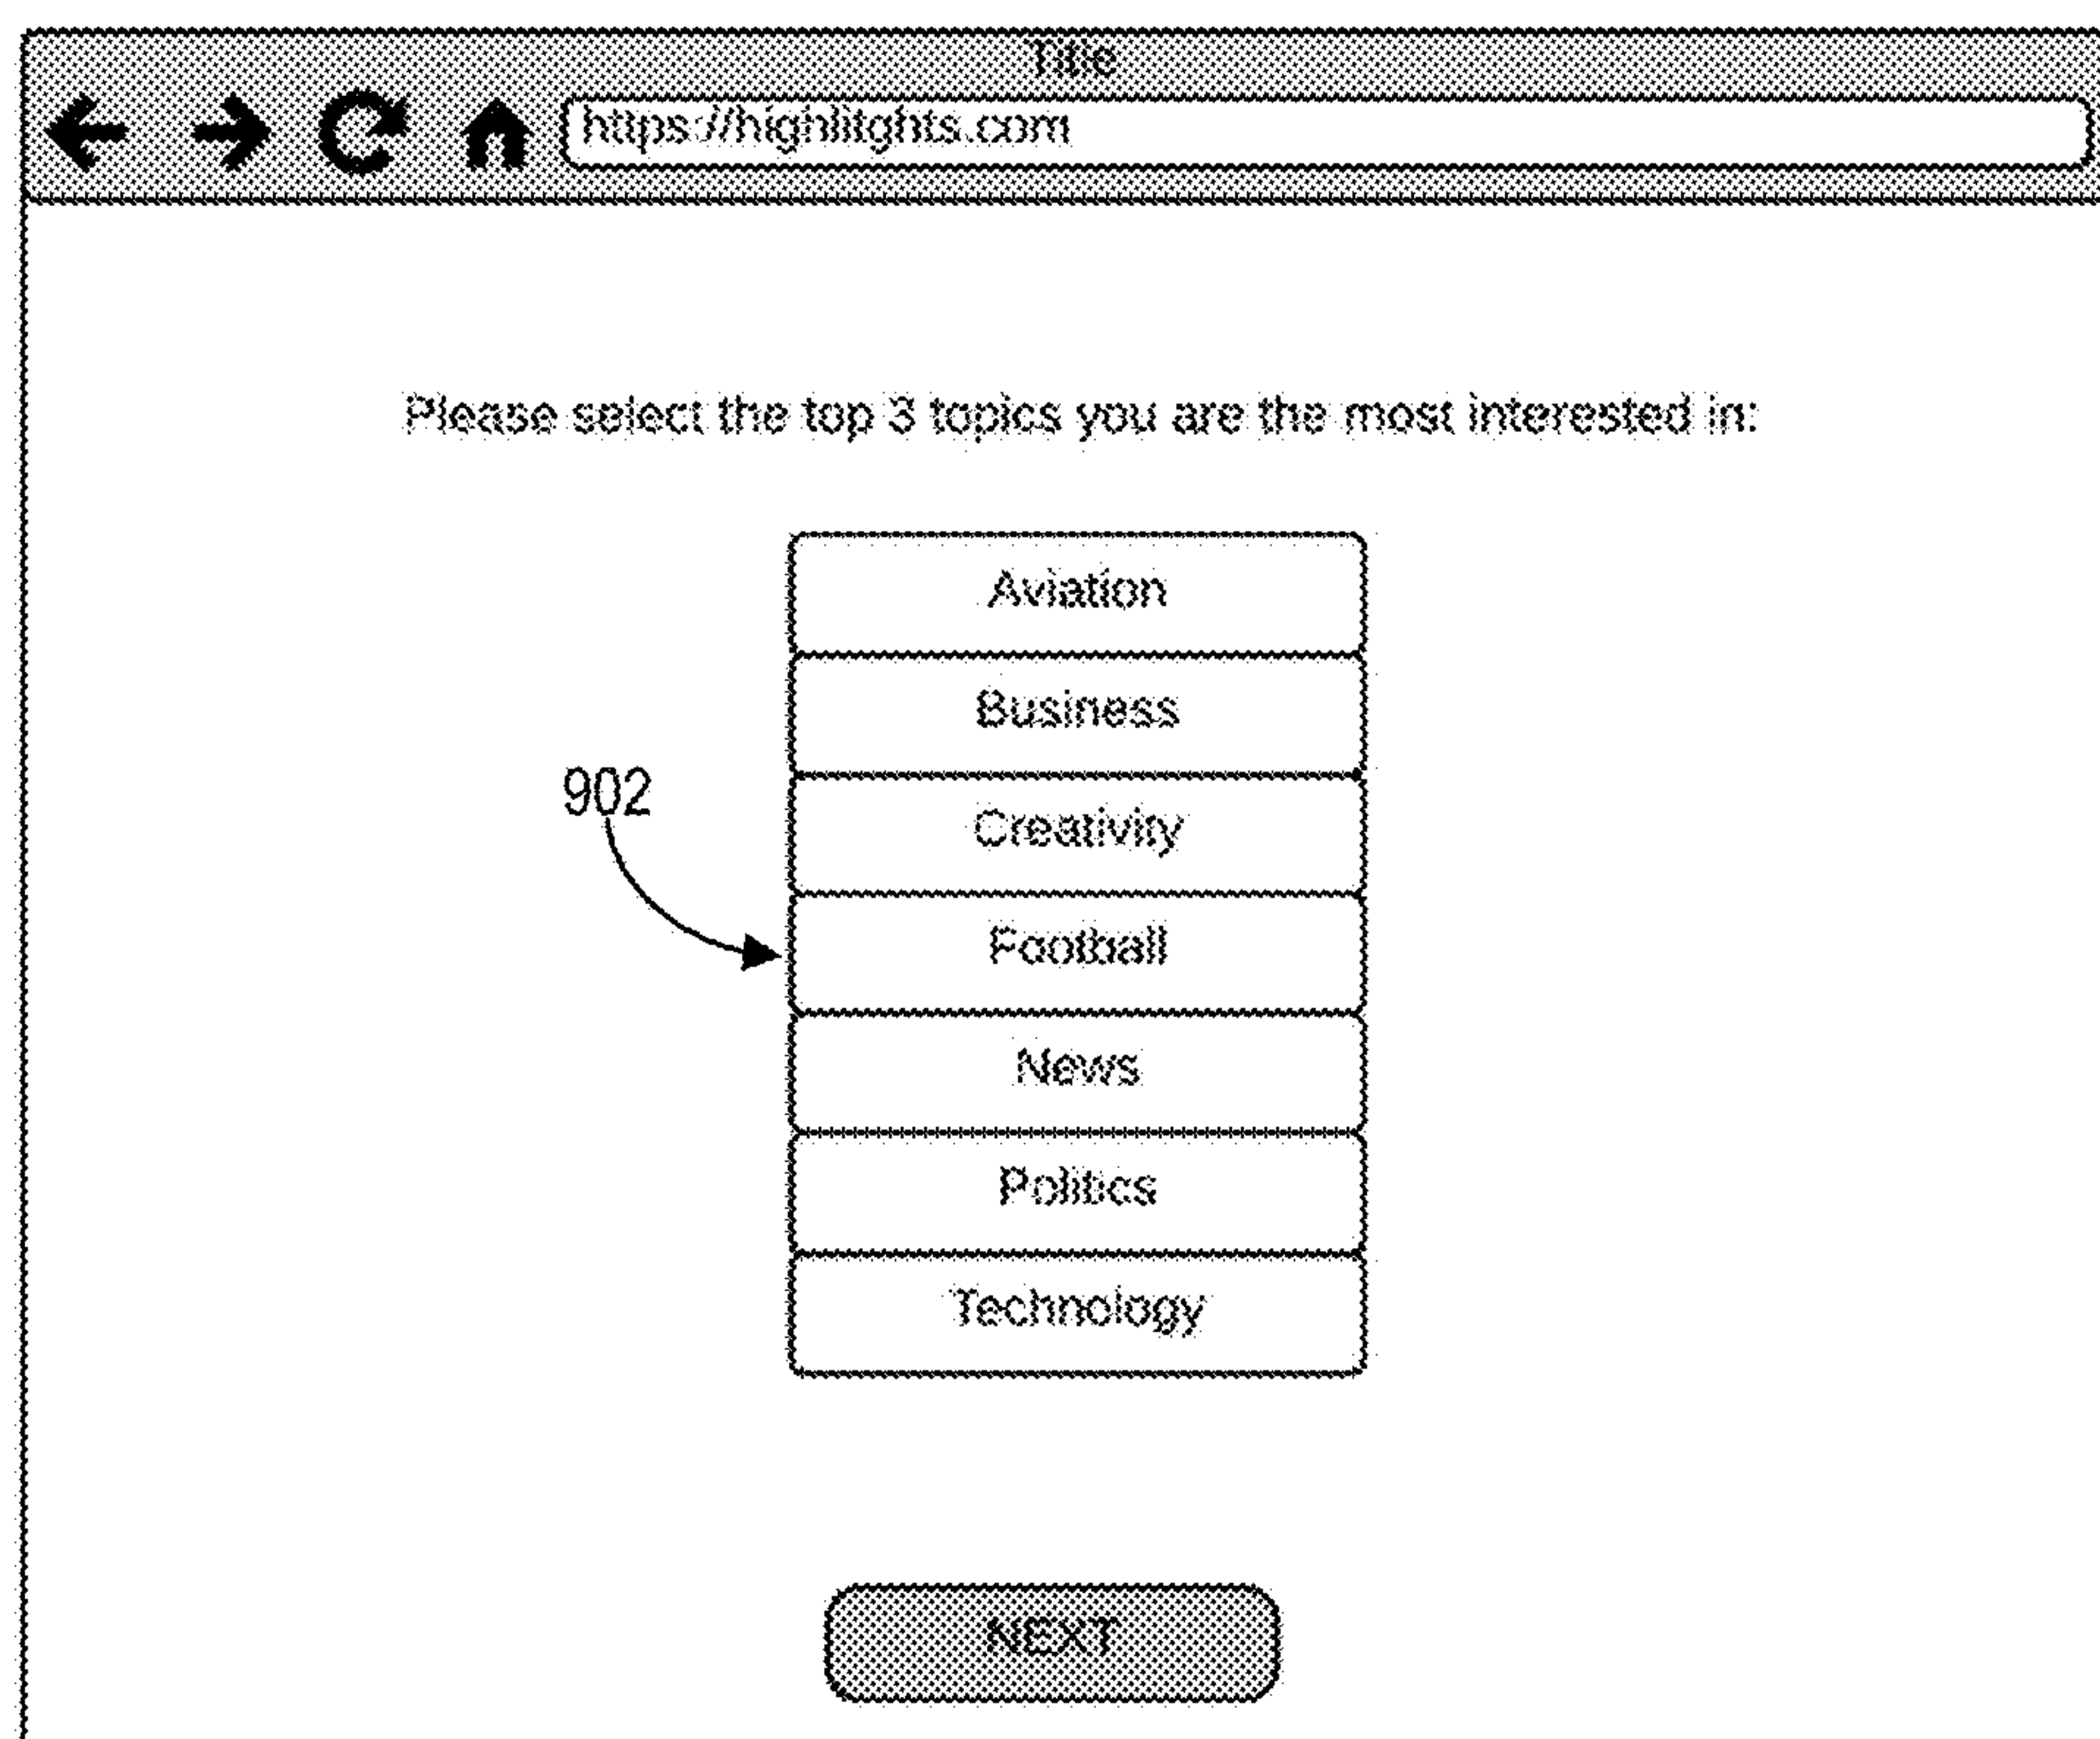 Title
https://highlitghts.com
Please select the top 3 topics you are the most interested in:
Aviation
Business
902
Creativity
Football
News
Politics
Technology
NEXT